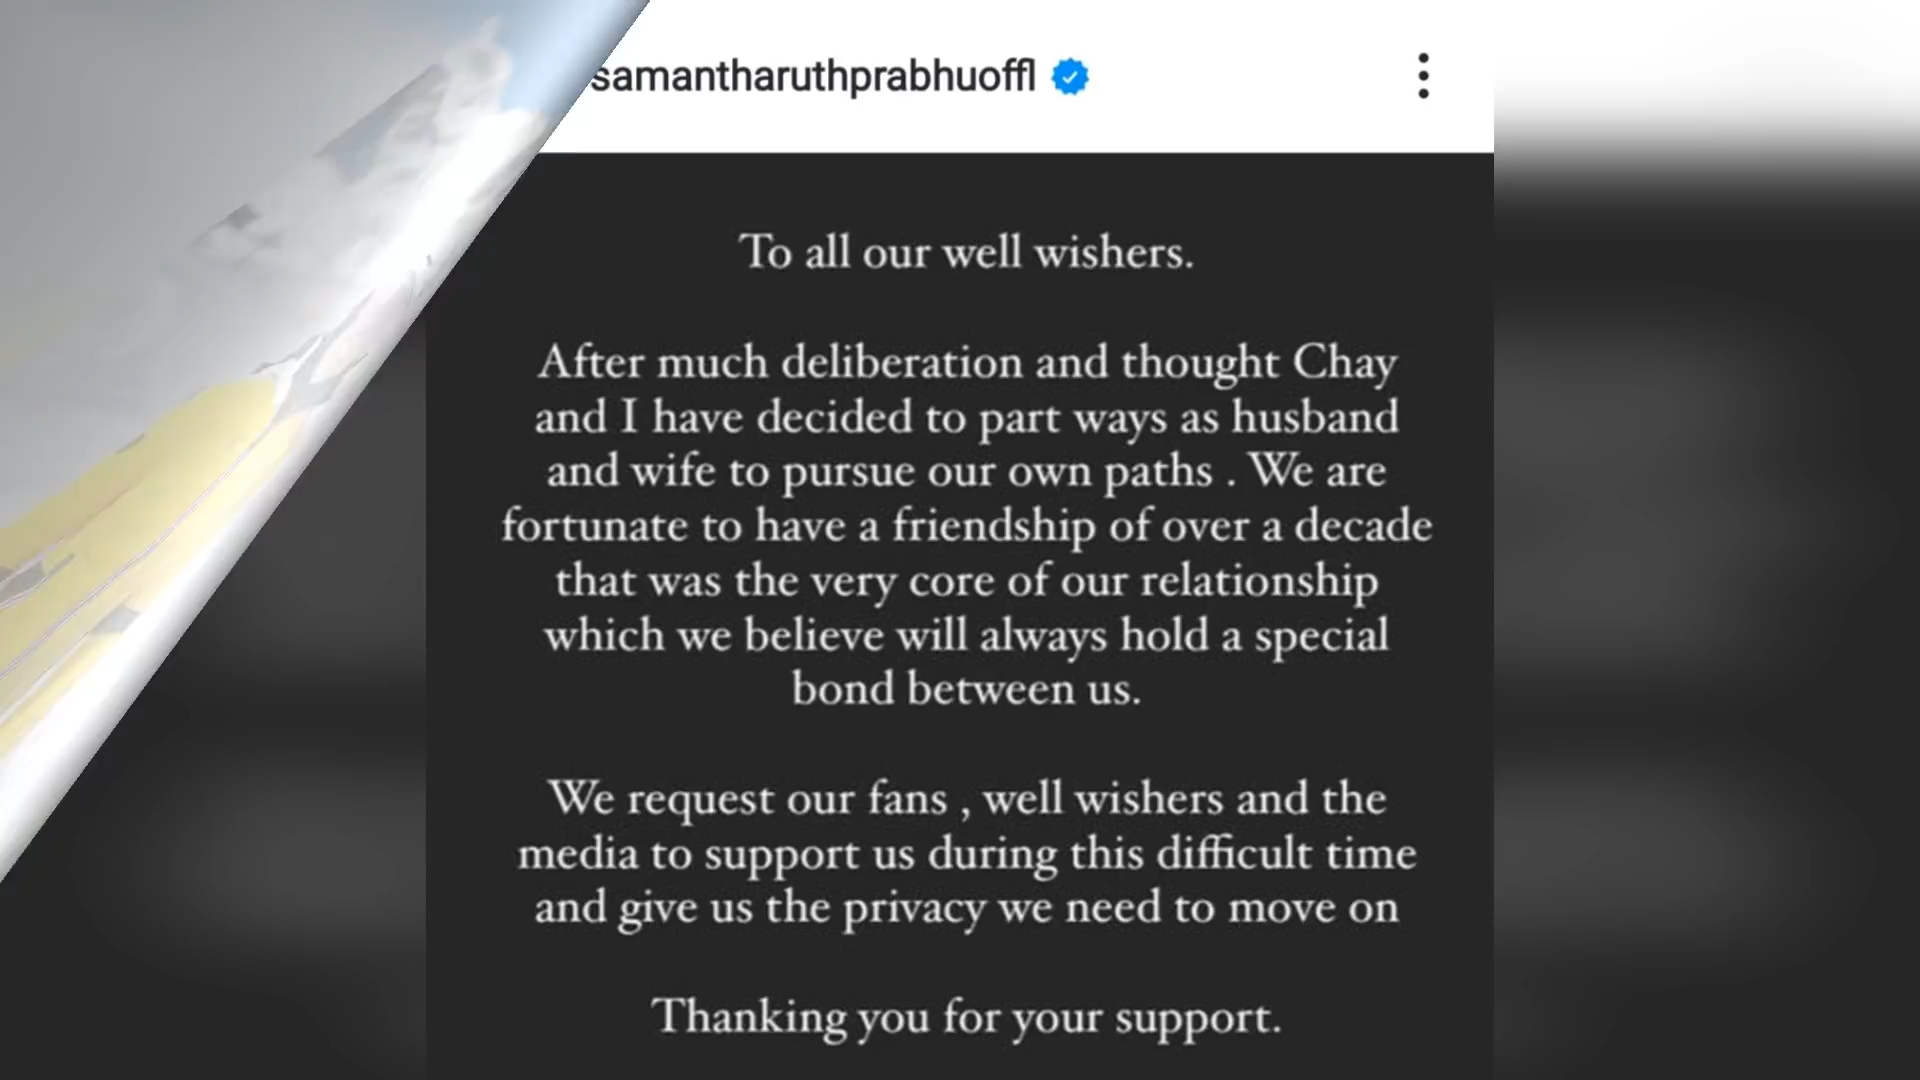 samantharuthprabhuoffl
To all our well wishers.
After much deliberation and thought Chay
and I have decided to part ways as husband
and wife to pursue our own paths . We are
fortunate to have a friendship of over a decade
that was the very core of our relationship
which we believe will always hold a special
bond between us.
We request our fans , well wishers and the
media to support us during this difficult time
and give us the privacy we need to move on
Thanking you for your support.